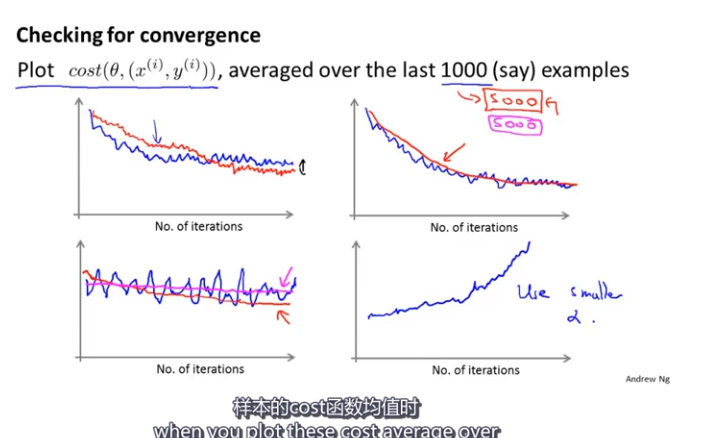 Checking for convergence
Plot cost(θ, (x^(i), y^(i))), averaged over the last 1000 (say) examples
5000
5000
No. of iterations
No. of iterations
Use smaller
α.
No. of iterations
No. of iterations
Andrew Ng
样本的cost函数均值时
when you plot these cost average over